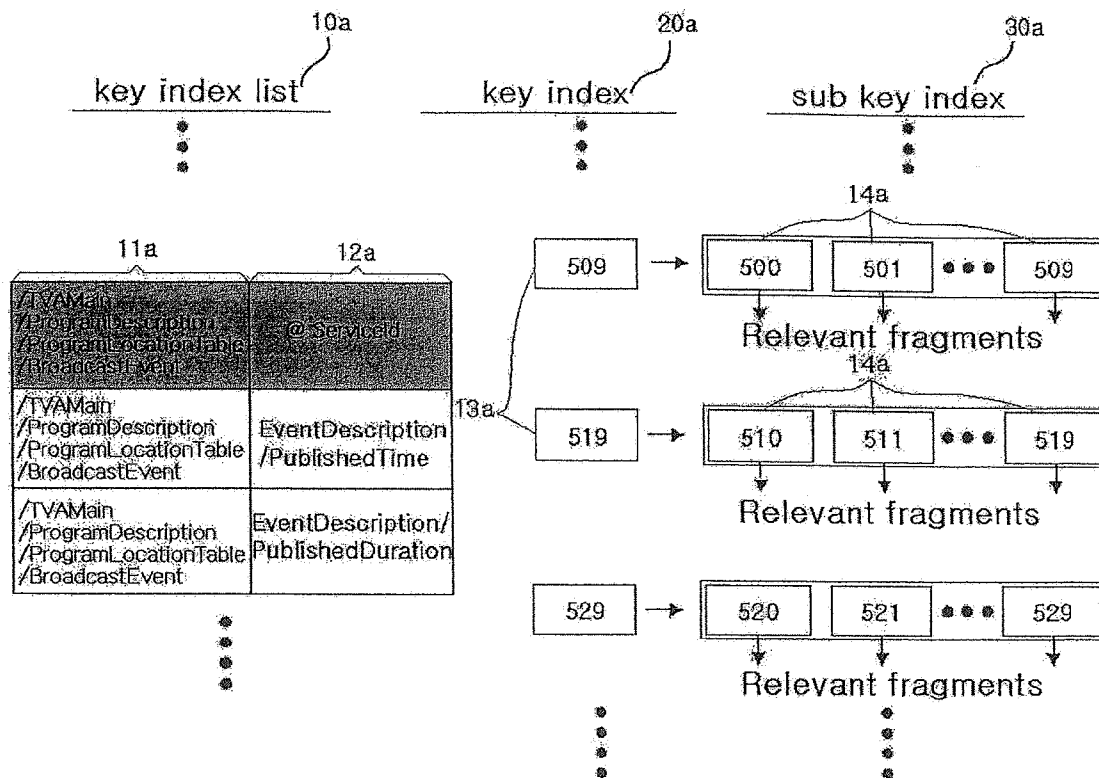 10a
20a
30a
key index list
key index
sub key index
14a
11a
12a
509
500
501
509
/TVAMain
/ProgramDescription
/ProgramLocationTable
/BroadcastEvent
@ServiceId
Relevant fragments
13a
14a
/TVAMain
/ProgramDescription
/ProgramLocationTable
/BroadcastEvent
EventDescription
/PublishedTime
519
510
511
519
Relevant fragments
/TVAMain
/ProgramDescription
/ProgramLocationTable
/BroadcastEvent
EventDescription/
PublishedDuration
529
520
521
529
Relevant fragments